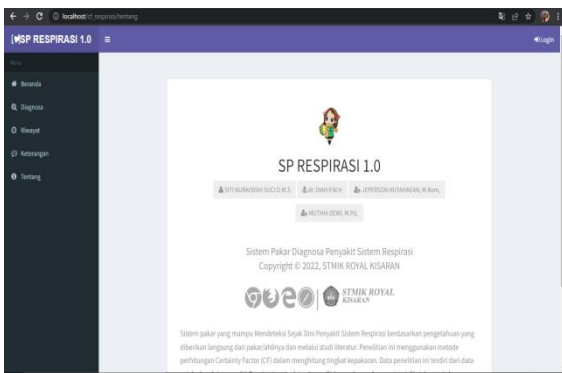 localhost/cf_respirasi/tentang
SP RESPIRASI 1.0
Login
Menu
Beranda
Diagnosa
Riwayat
Keterangan
Tentang
SP RESPIRASI 1.0
SITI NURAISYAH SUCI D.M.S
dr. DIAH P.W.H
JEPERSON HUTAHAEAN, M.Kom,
MUTHIA DEWI, M.Pd,
Sistem Pakar Diagnosa Penyakit Sistem Respirasi
Copyright © 2022, STMIK ROYAL KISARAN
STMIK ROYAL
KISARAN
Sistem pakar yang mampu Mendeteksi Sejak Dini Penyakit Sistem Respirasi berdasarkan pengetahuan yang
diberikan langsung dari pakar/ahlinya dan melalui studi literatur. Penelitian ini menggunakan metode
perhitungan Certainty Factor (CF) dalam menghitung tingkat kepakaran. Data penelitian ini terdiri dari data